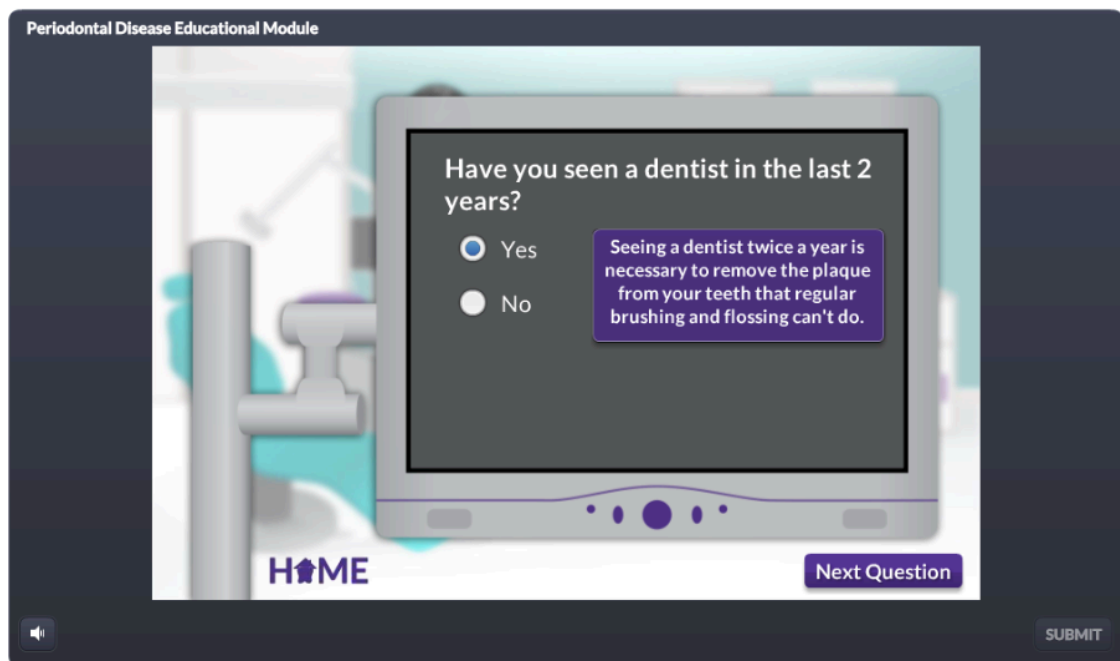 Periodontal Disease Educational Module
Have you seen a dentist in the last 2
years?
Yes
No
Seeing a dentist twice a year is
necessary to remove the plaque
from your teeth that regular
brushing and flossing can't do.
HOME
Next Question
SUBMIT